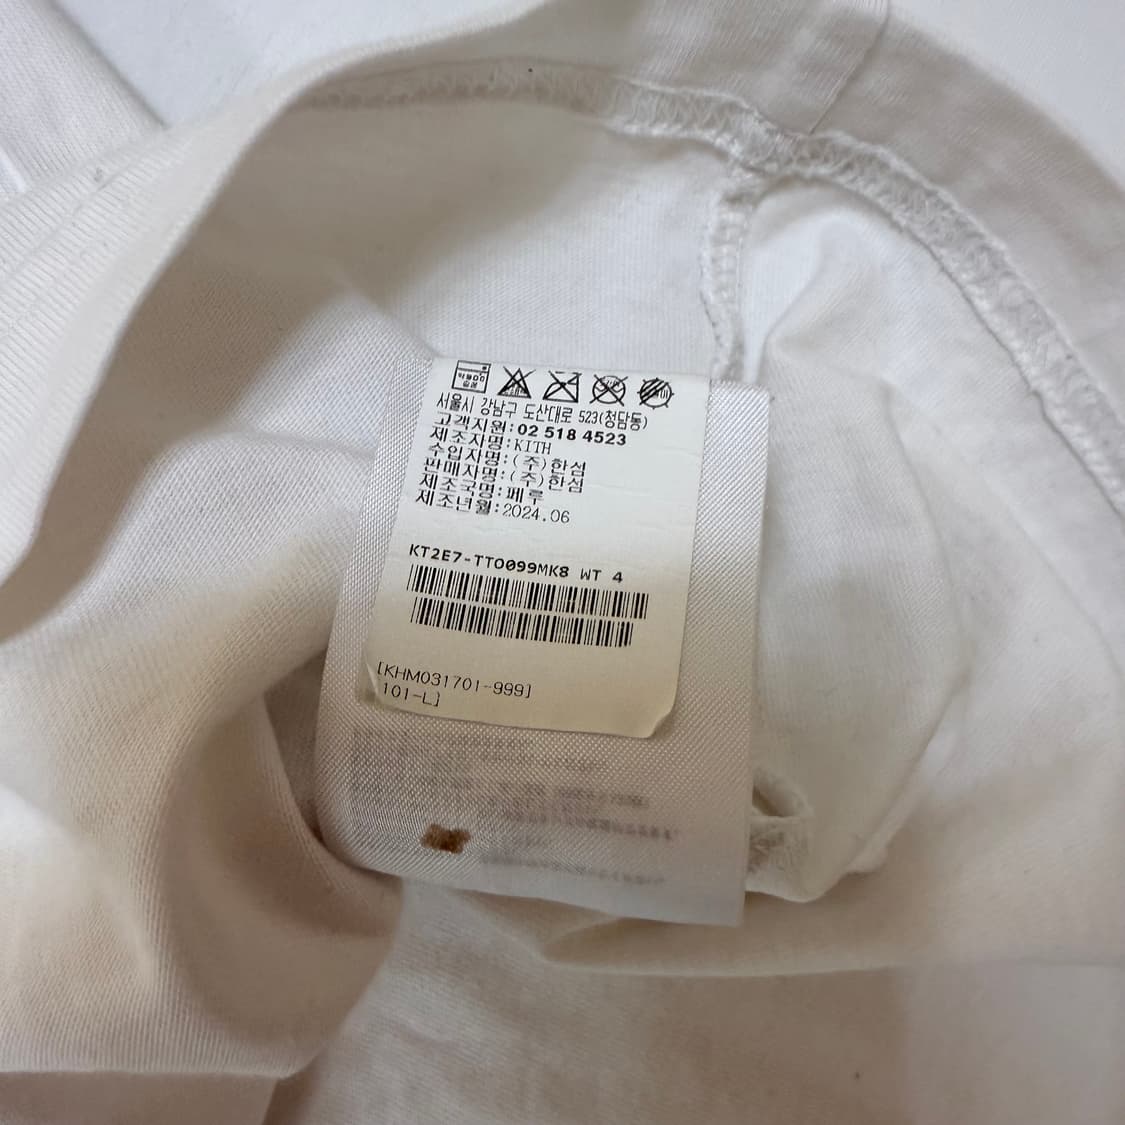 서울시 강남구 도산대로 523(청담동)
고객지원:02 518 4523
제조자명:KITH
수입자명:(주)한섬
판매자명:(주)한섬
제조국명:페루
제조년월:2024.06
KT2E7-TTO099MK8 WT 4
[KHM031701-999]
[101-L]